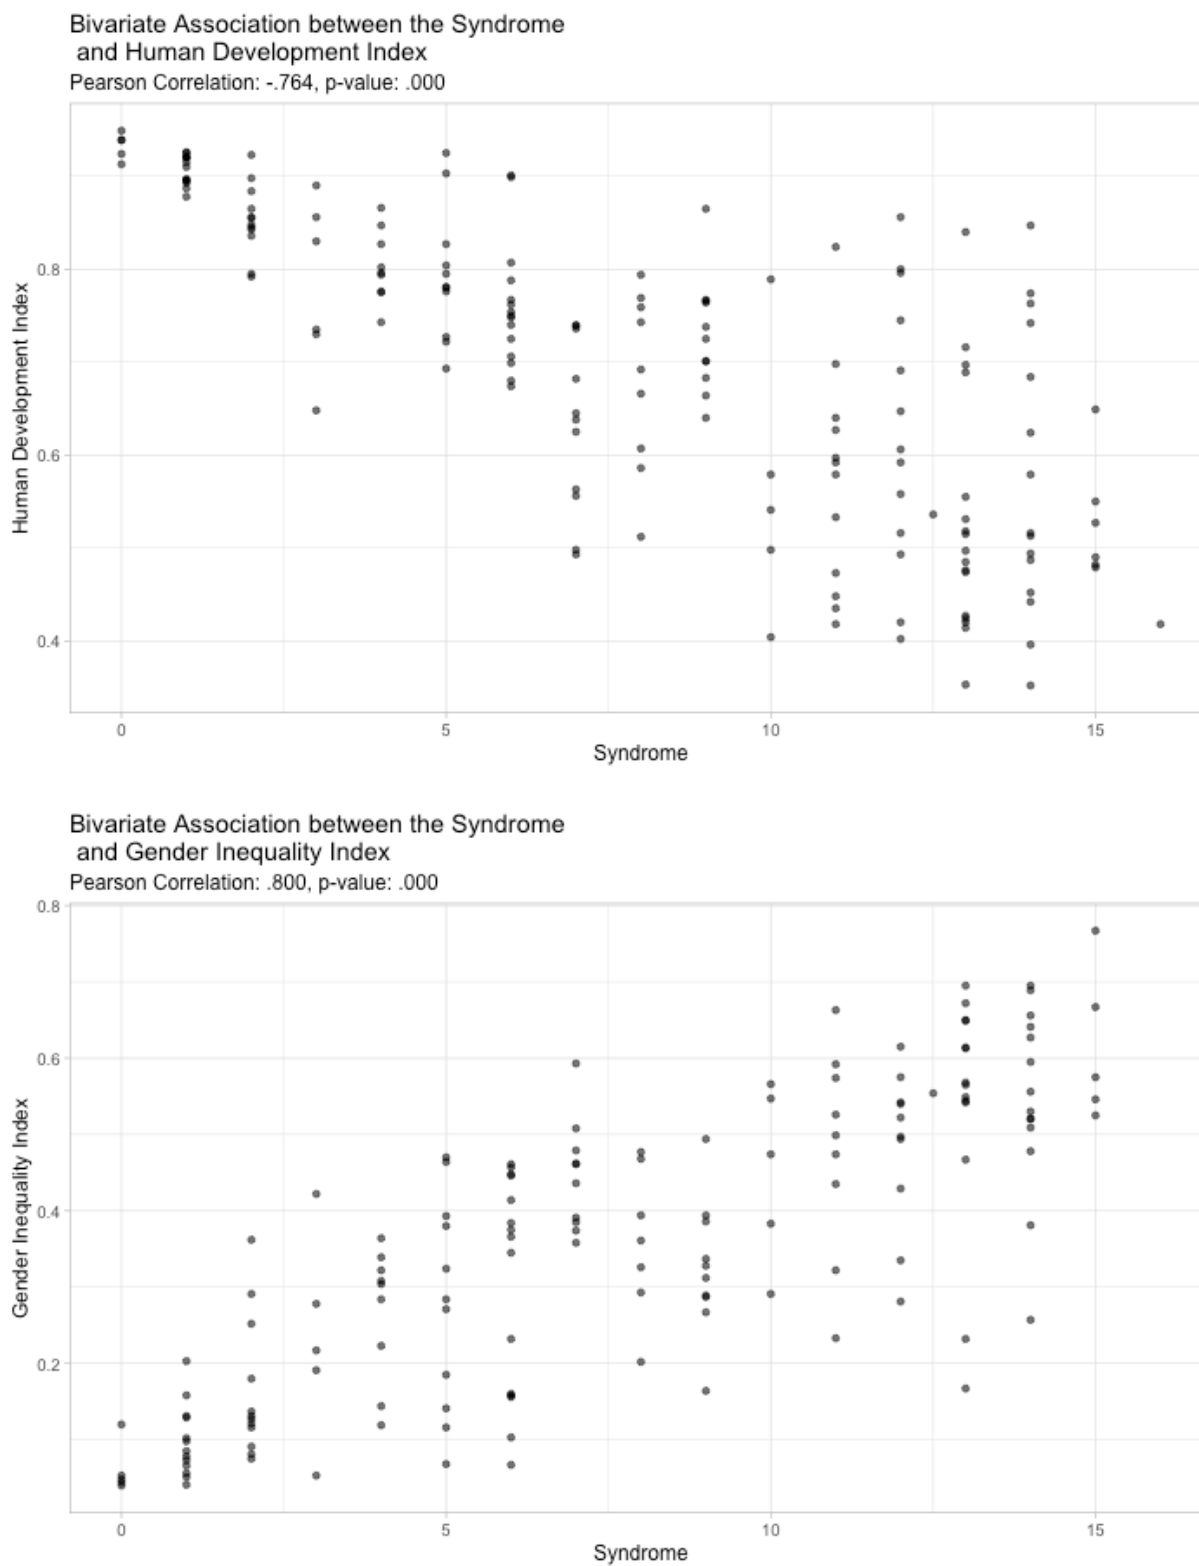 Bivariate Association between the Syndrome
and Human Development Index
Pearson Correlation: -.764, p-value: .000
Human Development Index
0.8
0.6
0.4
0
5
10
15
Syndrome
Bivariate Association between the Syndrome
and Gender Inequality Index
Pearson Correlation: .800, p-value: .000
Gender Inequality Index
0.8
0.6
0.4
0.2
0
5
10
15
Syndrome